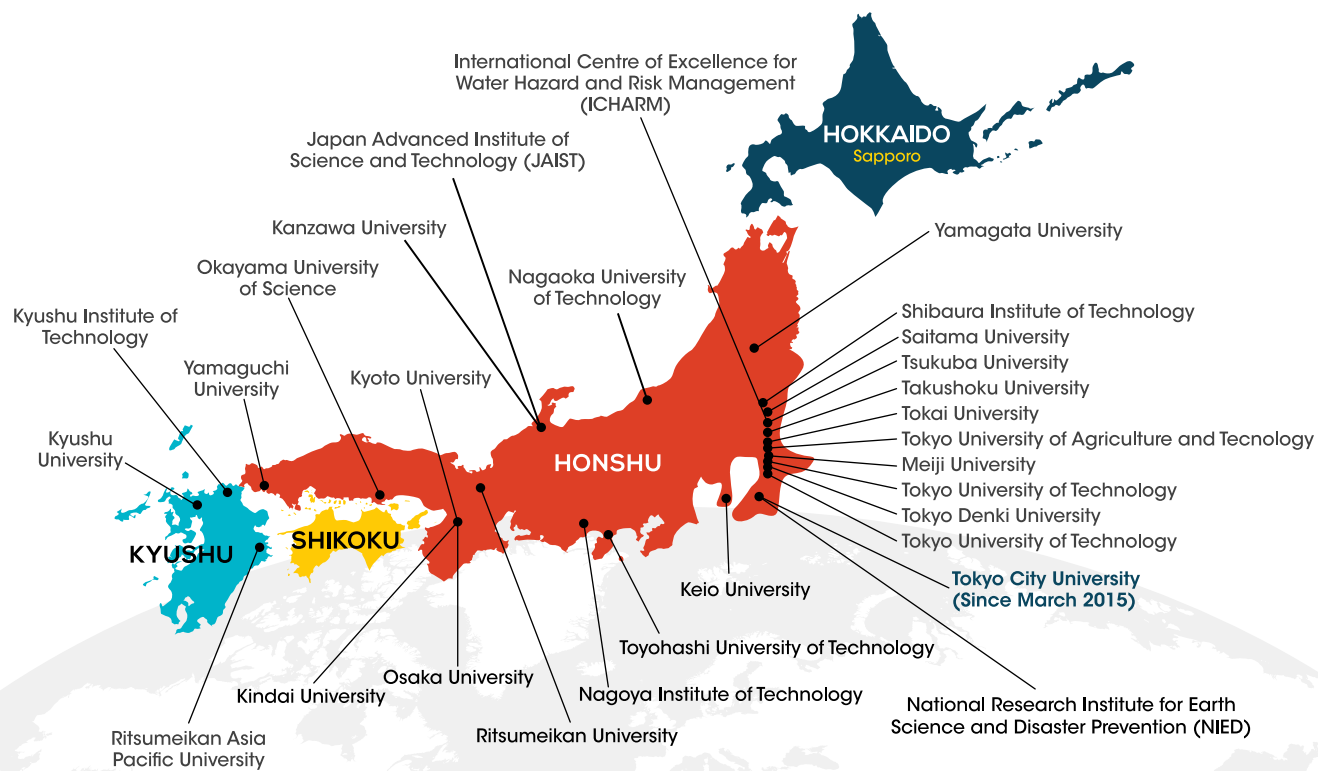 International Centre of Excellence for
Water Hazard and Risk Management
(ICHARM)
HOKKAIDO
Sapporo
Japan Advanced Institute of
Science and Technology (JAIST)
Kanzawa University
Yamagata University
Okayama University
of Science
Nagaoka University
of Technology
Kyushu Institute of
Technology
Shibaura Institute of Technology
Saitama University
Tsukuba University
Yamaguchi
University
Kyoto University
Takushoku University
Tokai University
Kyushu
University
Tokyo University of Agriculture and Tecnology
HONSHU
Meiji University
Tokyo University of Technology
Tokyo Denki University
Tokyo University of Technology
KYUSHU
SHIKOKU
Tokyo City University
(Since March 2015)
Keio University
Toyohashi University of Technology
Osaka University
Kindai University
Nagoya Institute of Technology
National Research Institute for Earth
Science and Disaster Prevention (NIED)
Ritsumeikan University
Ritsumeikan Asia
Pacific University